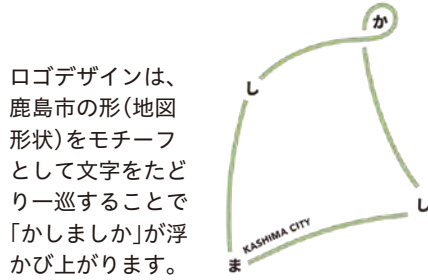 ロゴデザインは、
鹿島市の形(地図
形状)をモチーフ
として文字をたど
り一巡することで
「かしましか」が浮
かび上がります。
か
し
し
ま
KASHIMA CITY